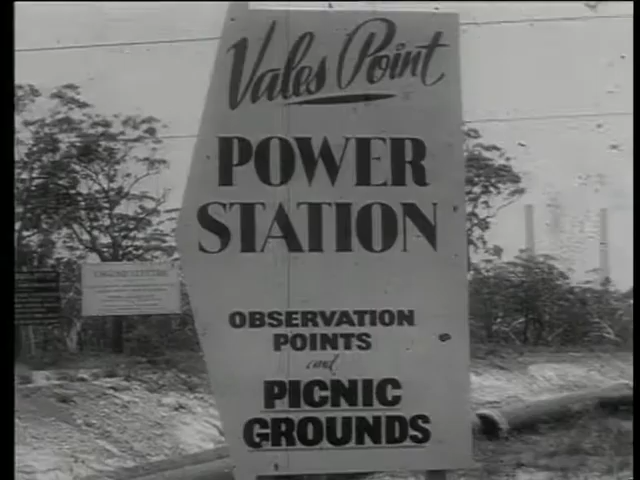 Vales Point
POWER
STATION
OBSERVATION
POINTS
and
PICNIC
GROUNDS